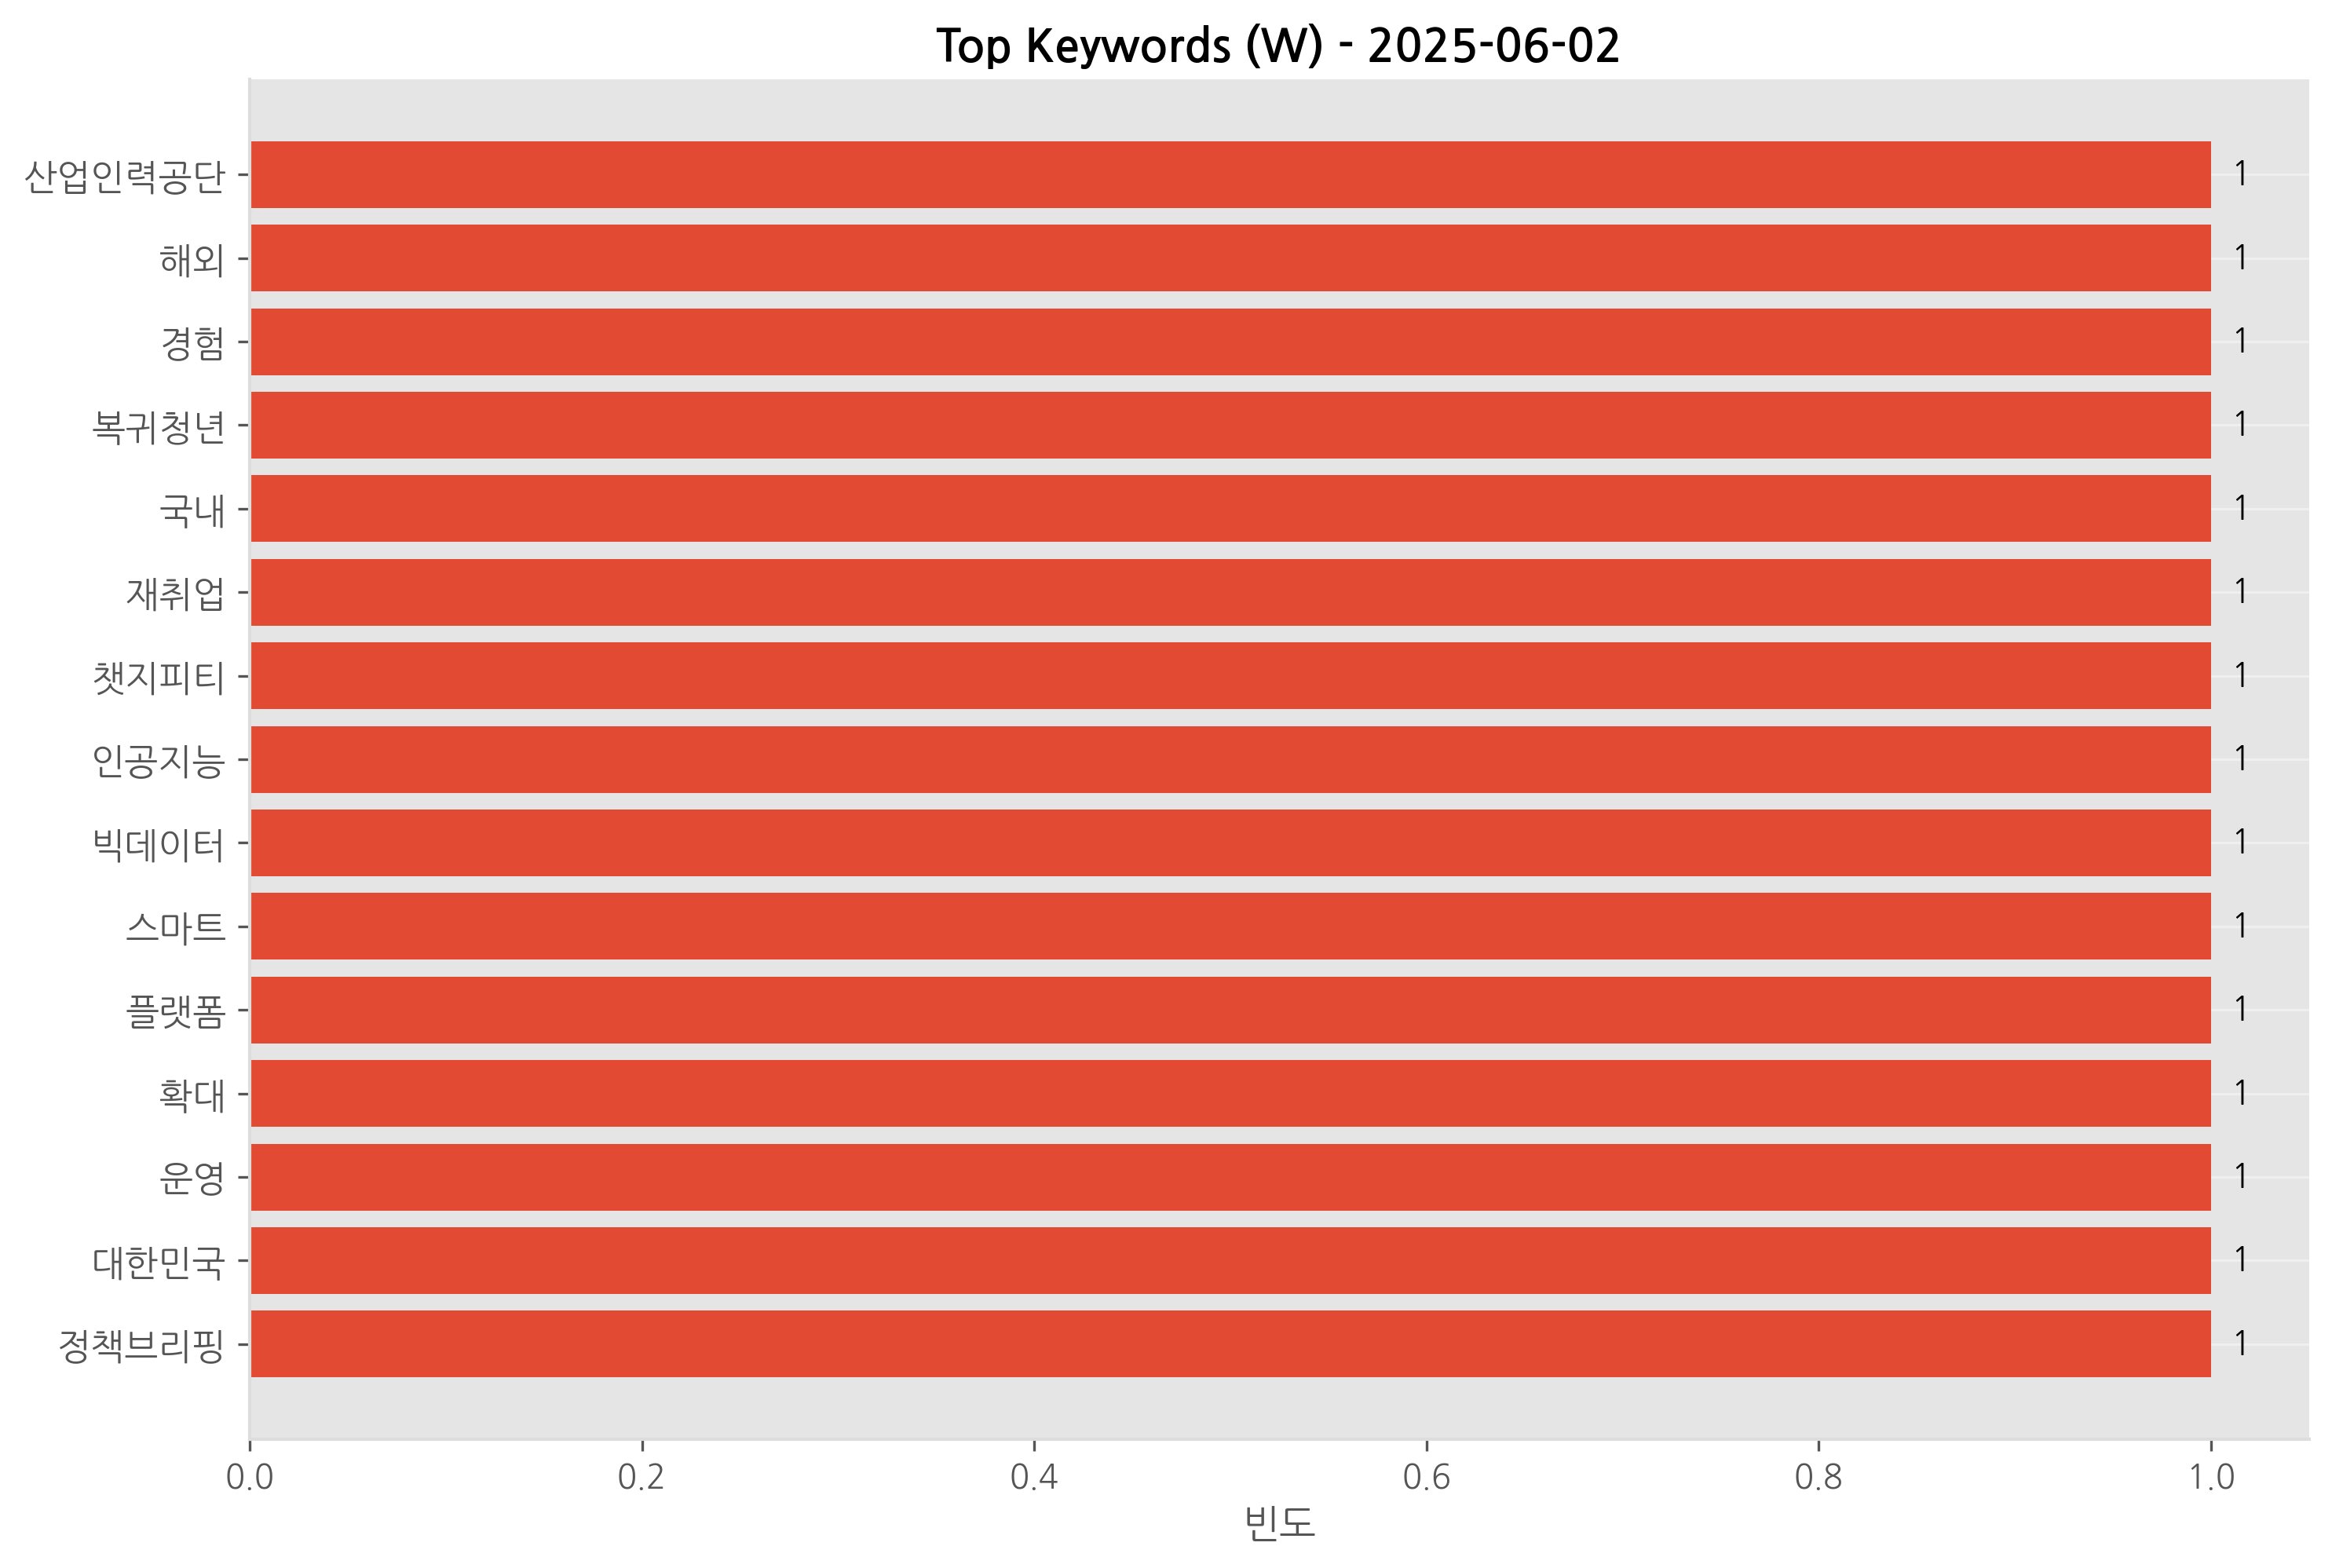 Top Keywords (W) - 2025-06-02
산업인력공단 1
해외 1
경험 1
복귀청년 1
국내 1
재취업 1
챗지피티 1
인공지능 1
빅데이터 1
스마트 1
플랫폼 1
확대 1
운영 1
대한민국 1
정책브리핑 1
0.0 0.2 0.4 0.6 0.8 1.0
빈도